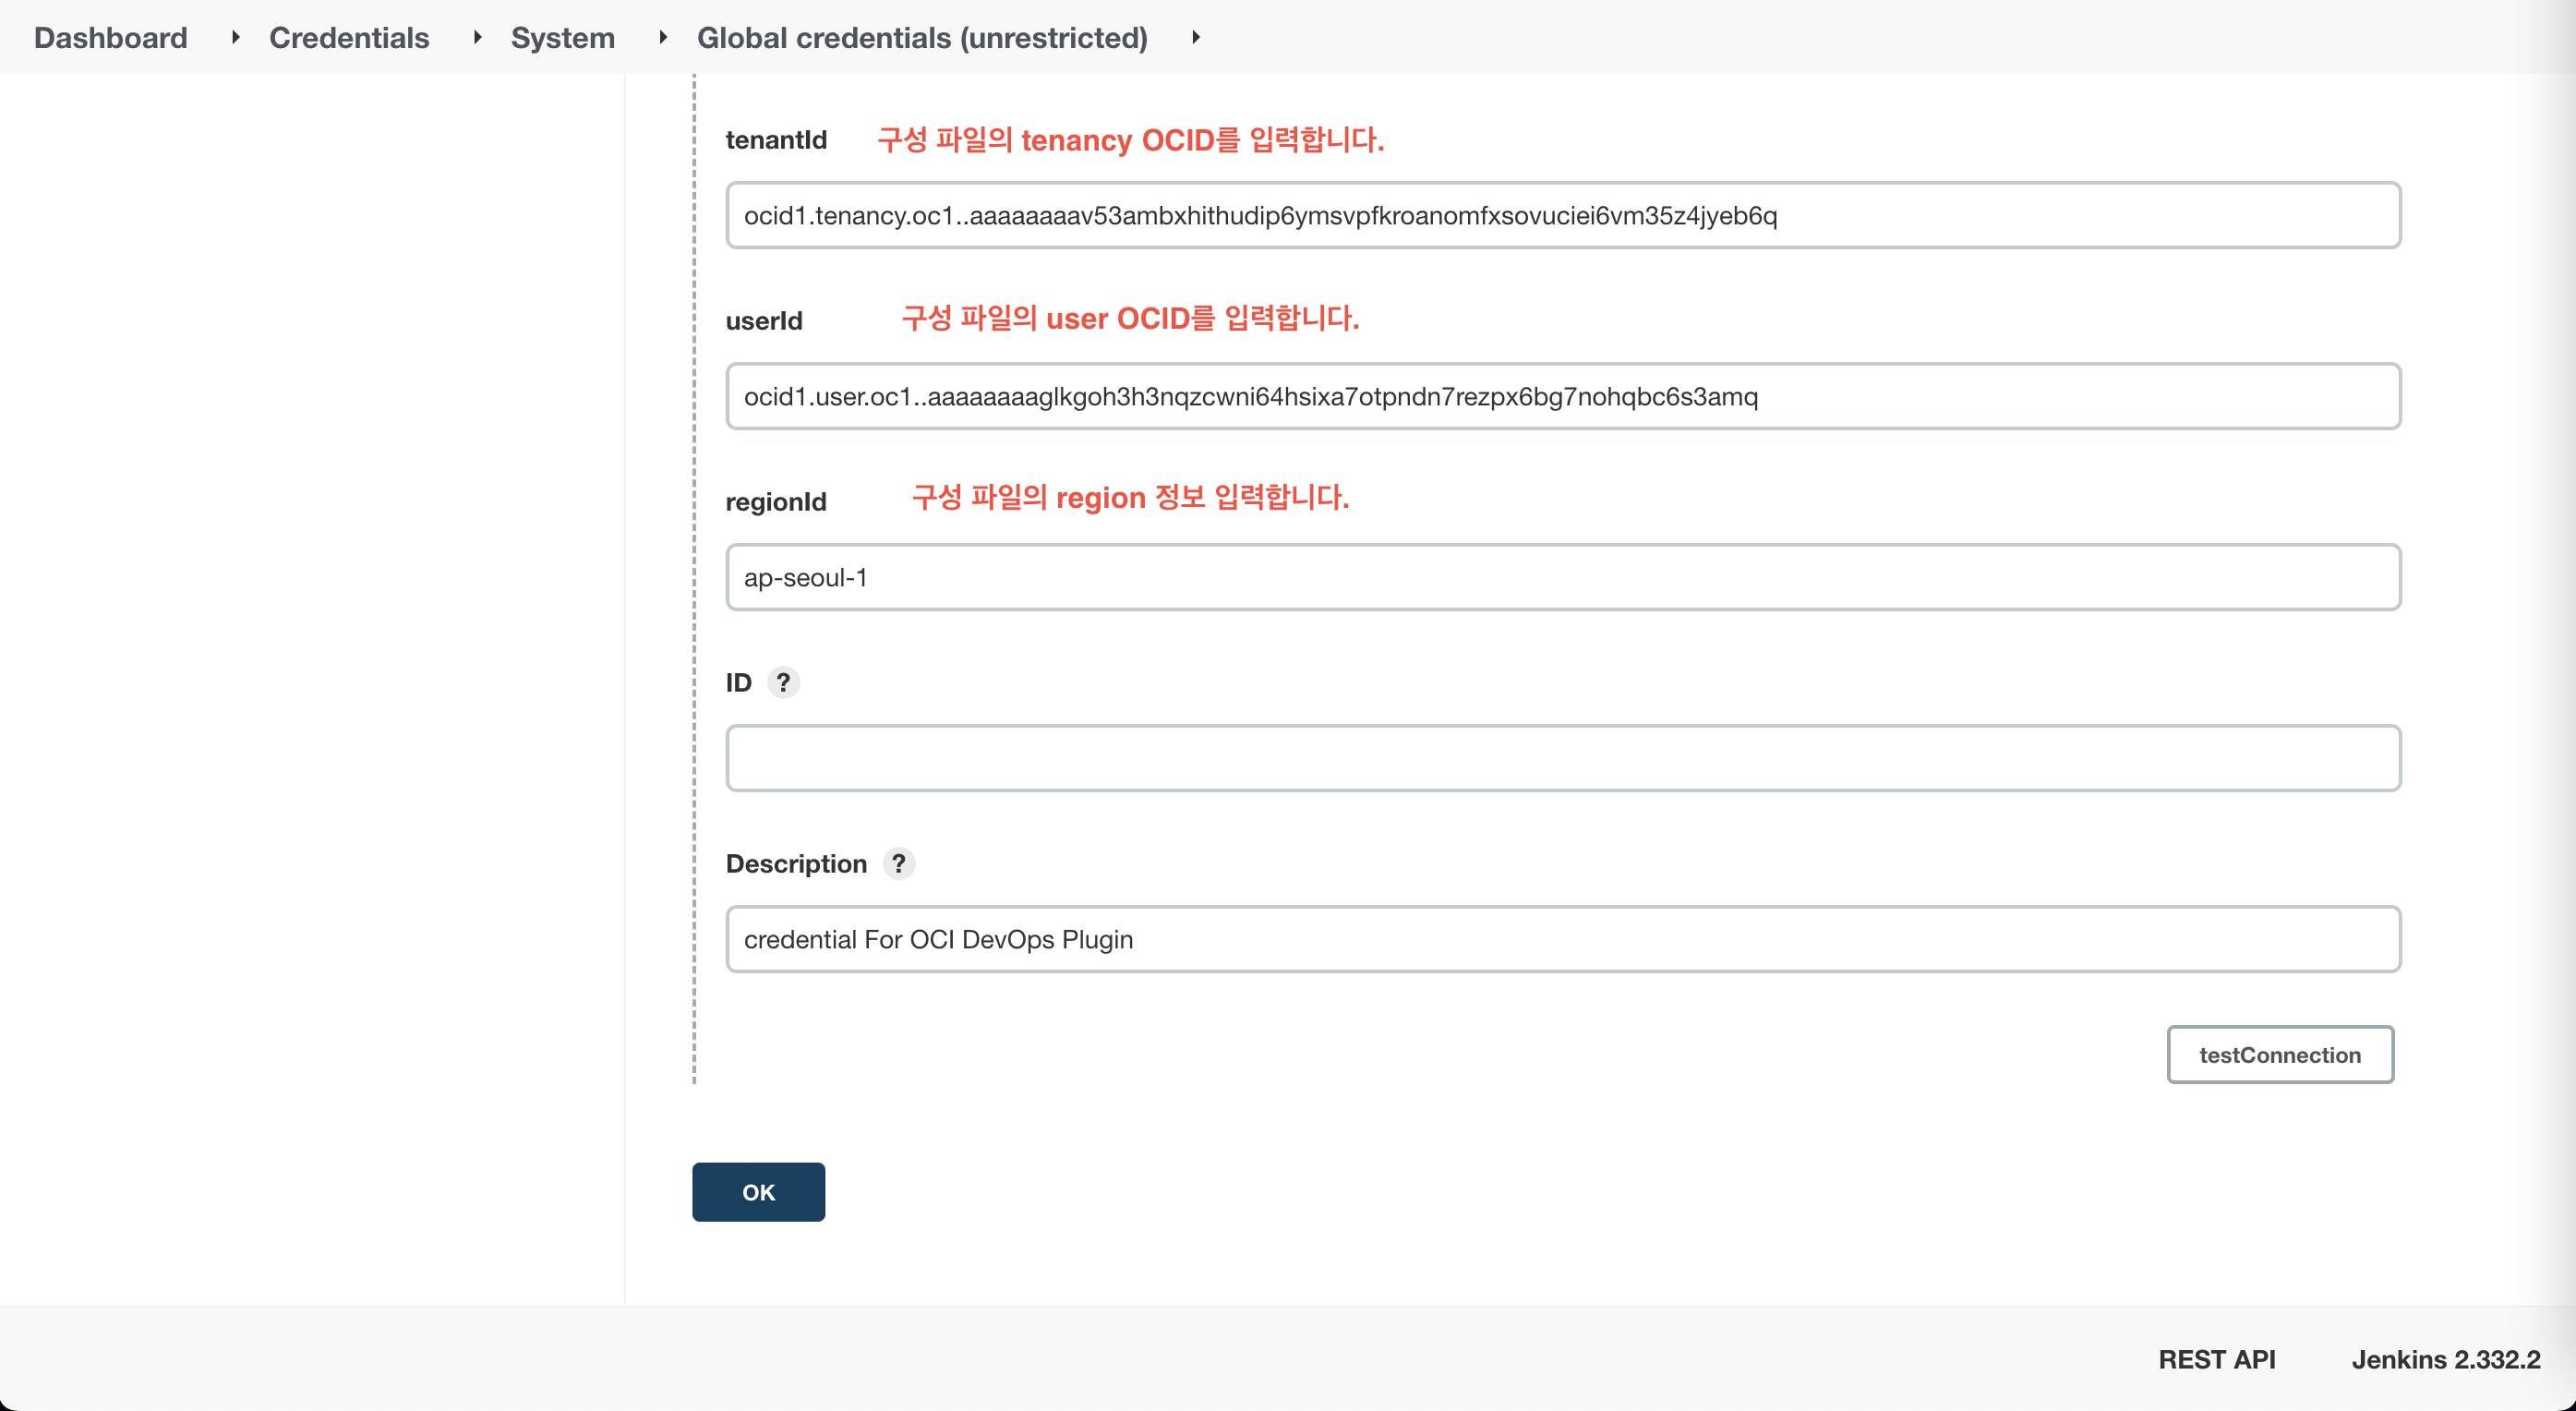 Dashboard Credentials System Global credentials (unrestricted)
tenantId 구성 파일의 tenancy OCID를 입력합니다.
ocid1.tenancy.oc1..aaaaaaaav53ambxhithudip6ymsvpfkroanomfxsovuciei6vm35z4jyeb6q
userId 구성 파일의 user OCID를 입력합니다.
ocid1.user.oc1..aaaaaaaaglkgoh3h3nqzcwni64hsixa7otpndn7rezpx6bg7nohqbc6s3amq
regionId 구성 파일의 region 정보 입력합니다.
ap-seoul-1
ID ?
Description ?
credential For OCI DevOps Plugin
testConnection
OK
REST API Jenkins 2.332.2